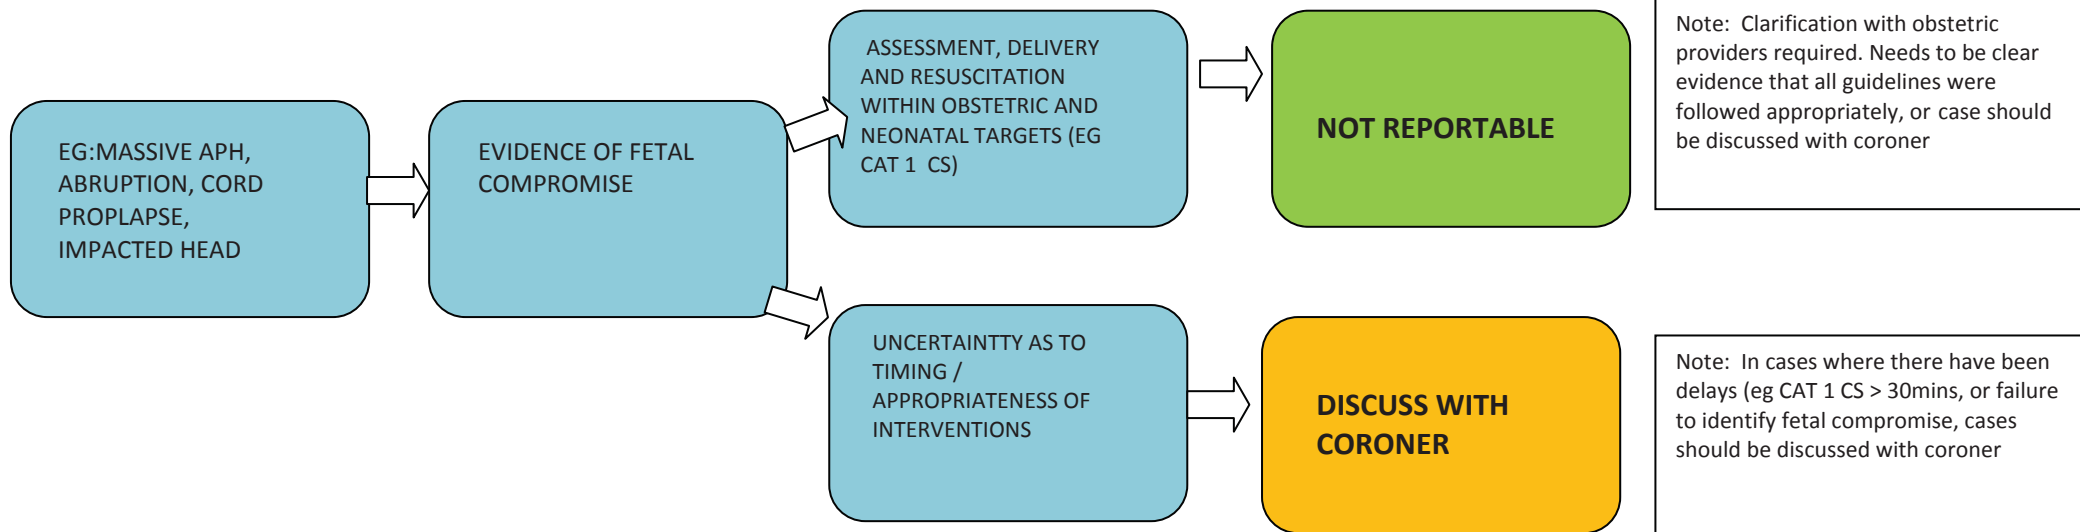 EG:MASSIVE APH,
ABRUPTION, CORD
PROPLAPSE,
IMPACTED HEAD
EVIDENCE OF FETAL
COMPROMISE
ASSESSMENT, DELIVERY
AND RESUSCITATION
WITHIN OBSTETRIC AND
NEONATAL TARGETS (EG
CAT 1 CS)
NOT REPORTABLE
Note: Clarification with obstetric
providers required. Needs to be clear
evidence that all guidelines were
followed appropriately, or case should
be discussed with coroner
UNCERTAINTTY AS TO
TIMING /
APPROPRIATENESS OF
INTERVENTIONS
DISCUSS WITH
CORONER
Note: In cases where there have been
delays (eg CAT 1 CS > 30mins, or failure
to identify fetal compromise, cases
should be discussed with coroner